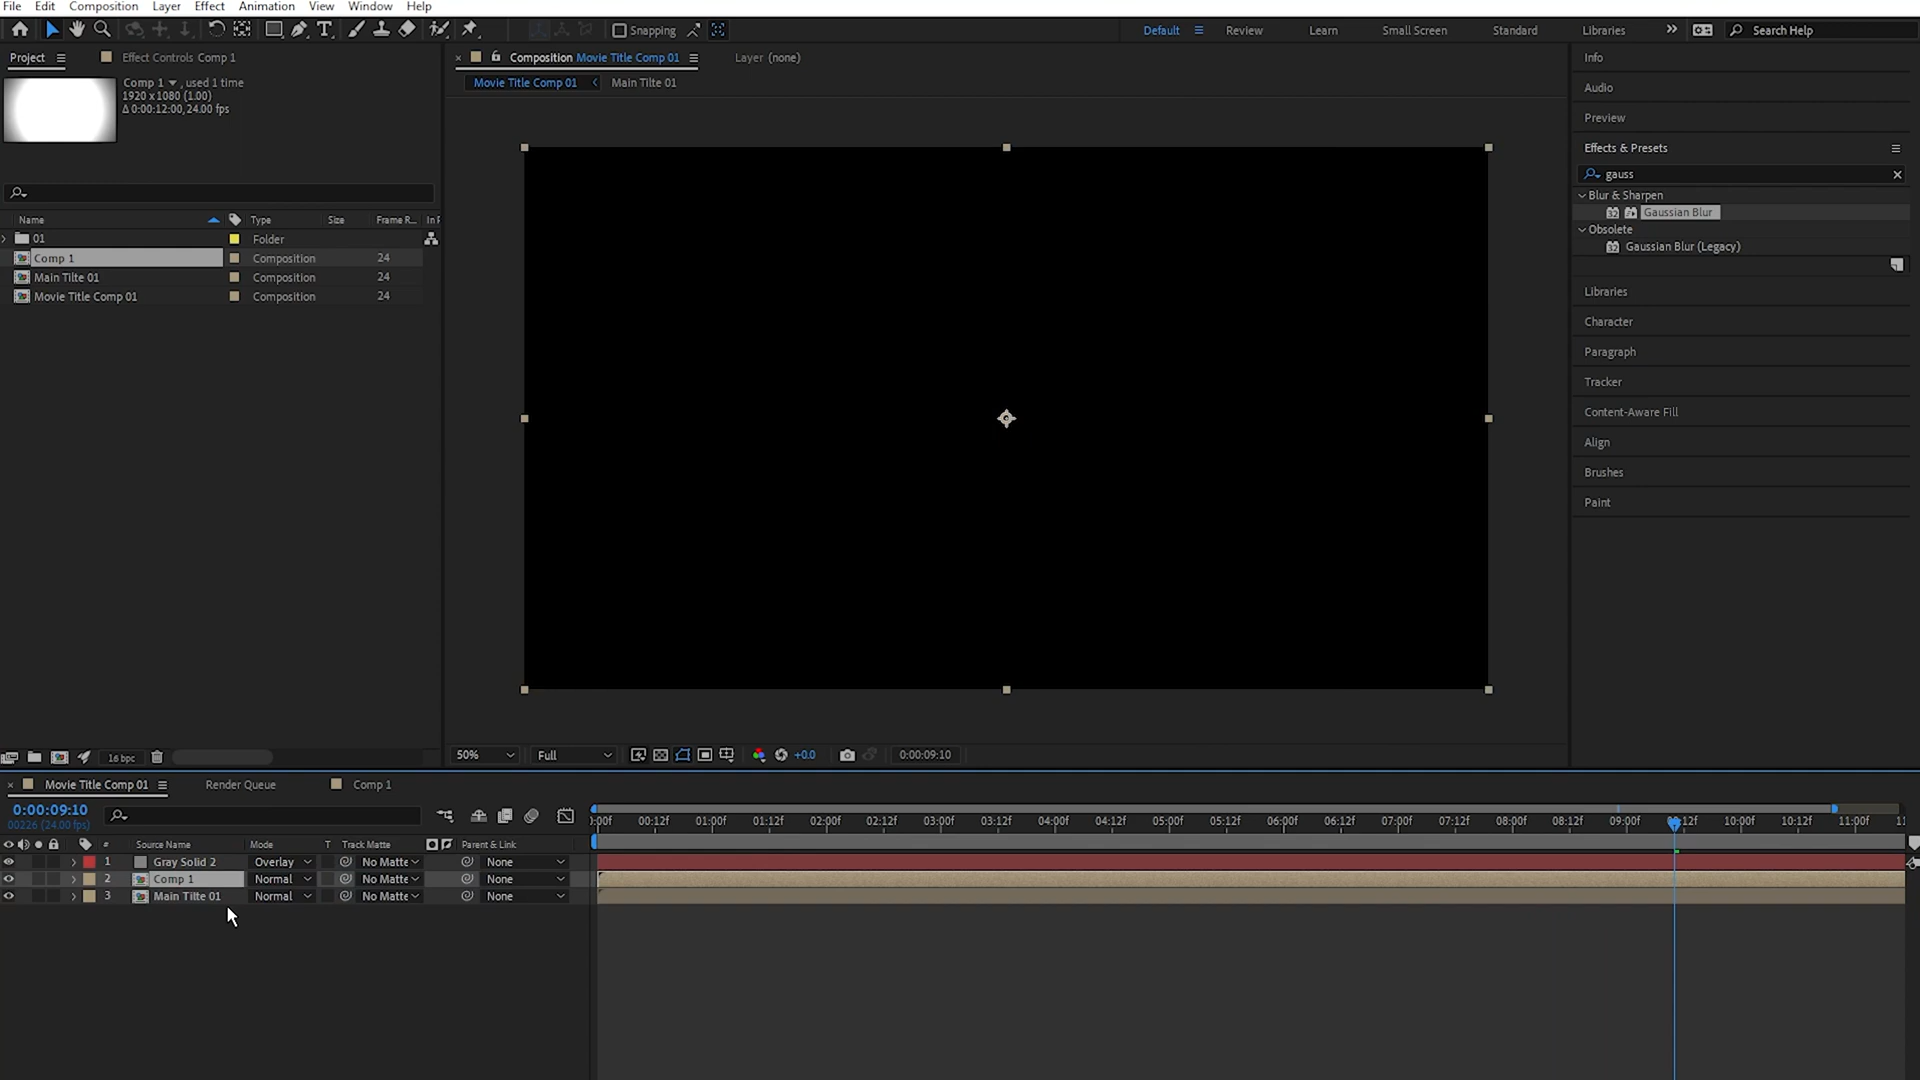 File Edit Composition Layer Effect Animation View Window Help
Snapping
Default Review Learn Small Screen Standard Libraries Search Help
Project Effect Controls Comp 1
Comp 1 , used 1 time
1920 x 1080 (1.00)
Δ 0:00:12:00, 24.00 fps
Name Type Size Frame R... In P
01 Folder
Comp 1 Composition 24
Main Tilte 01 Composition 24
Movie Title Comp 01 Composition 24
16 bpc
Composition Movie Title Comp 01 Layer (none)
Movie Title Comp 01 Main Tilte 01
50% Full +0.0 0:00:09:10
Info
Audio
Preview
Effects & Presets
gauss
Blur & Sharpen
Gaussian Blur
Obsolete
Gaussian Blur (Legacy)
Libraries
Character
Paragraph
Tracker
Content-Aware Fill
Align
Brushes
Paint
Movie Title Comp 01 Render Queue Comp 1
0:00:09:10
00226 (24.00 fps)
:00f 00:12f 01:00f 01:12f 02:00f 02:12f 03:00f 03:12f 04:00f 04:12f 05:00f 05:12f 06:00f 06:12f 07:00f 07:12f 08:00f 08:12f 09:00f 09:12f 10:00f 10:12f 11:00f 11
# Source Name Mode T Track Matte Parent & Link
1 Gray Solid 2 Overlay No Matte None
2 Comp 1 Normal No Matte None
3 Main Tilte 01 Normal No Matte None